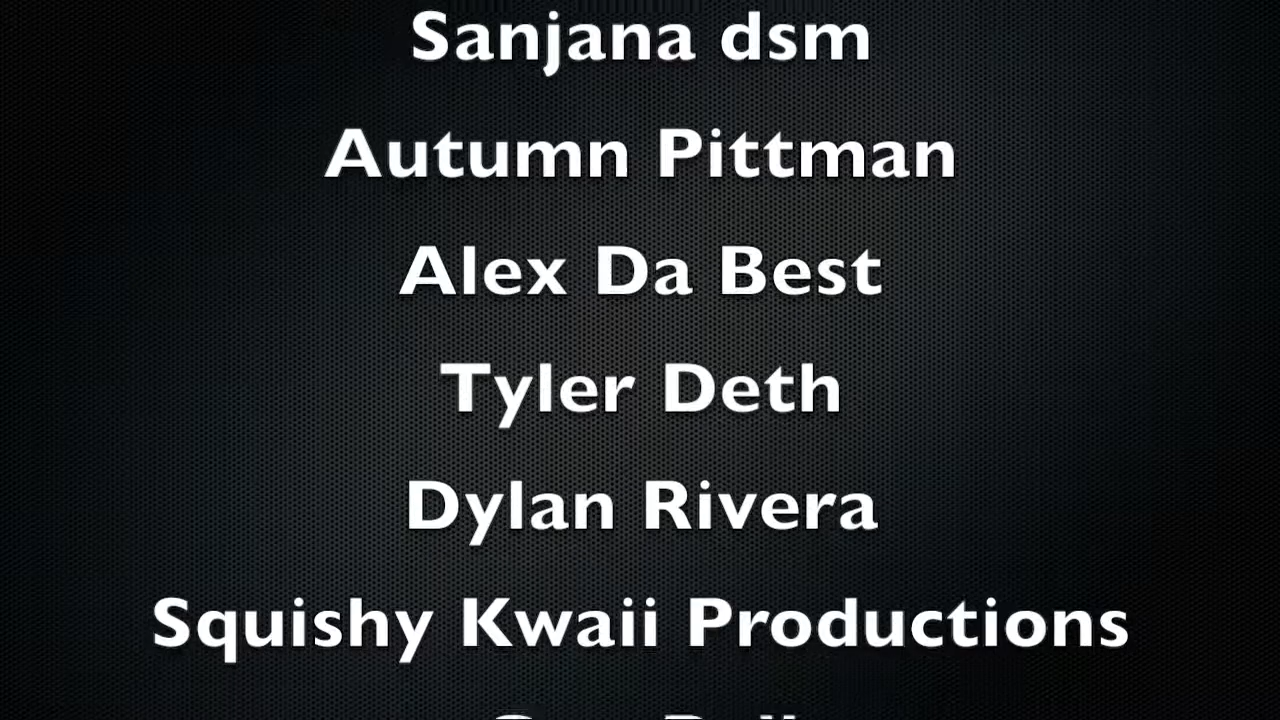 Sanjana dsm
Autumn Pittman
Alex Da Best
Tyler Deth
Dylan Rivera
Squishy Kwaii Productions